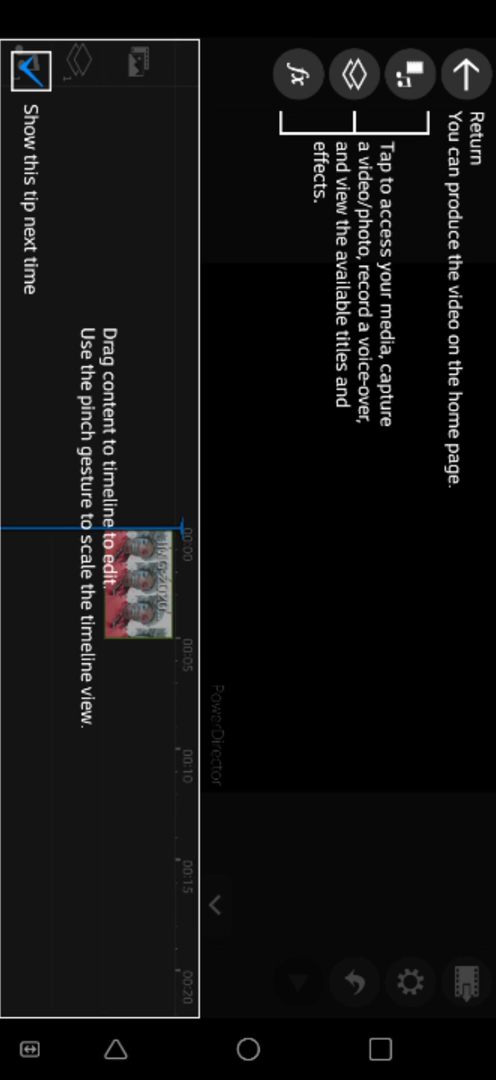 Return
You can produce the video on the home page.
Tap to access your media, capture
a video/photo, record a voice-over,
and view the available titles and
effects.
fx
PowerDirector
00:00
00:05
00:10
00:15
00:20
1
Drag content to timeline to edit.
Use the pinch gesture to scale the timeline view.
Show this tip next time